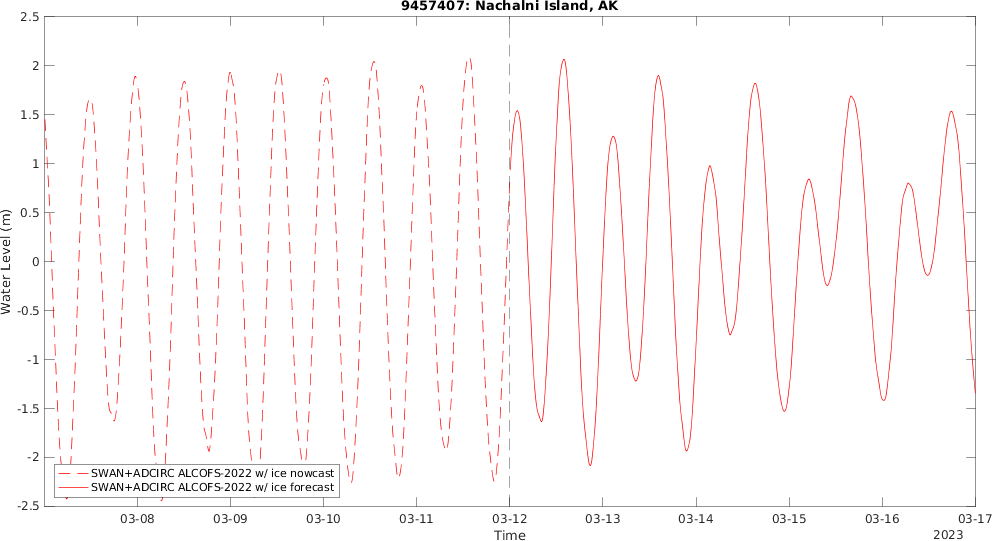 9457407: Nachalni Island, AK
2.5
2
1.5
1
0.5
0
-0.5
-1
-1.5
-2
-2.5
Water Level (m)
SWAN+ADCIRC ALCOFS-2022 w/ ice nowcast
SWAN+ADCIRC ALCOFS-2022 w/ ice forecast
03-08 03-09 03-10 03-11 03-12 03-13 03-14 03-15 03-16 03-17
Time
2023